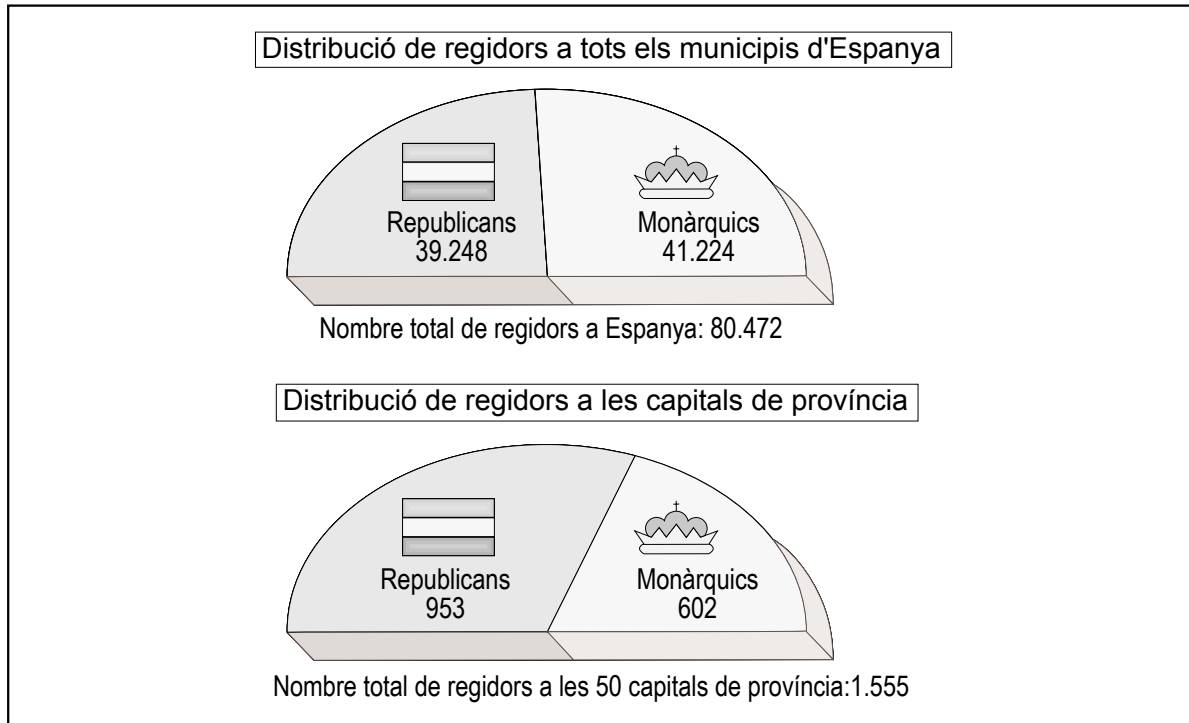 Distribució de regidors a tots els municipis d'Espanya
Republicans
39.248
Monàrquics
41.224
Nombre total de regidors a Espanya: 80.472
Distribució de regidors a les capitals de província
Republicans
953
Monàrquics
602
Nombre total de regidors a les 50 capitals de província:1.555